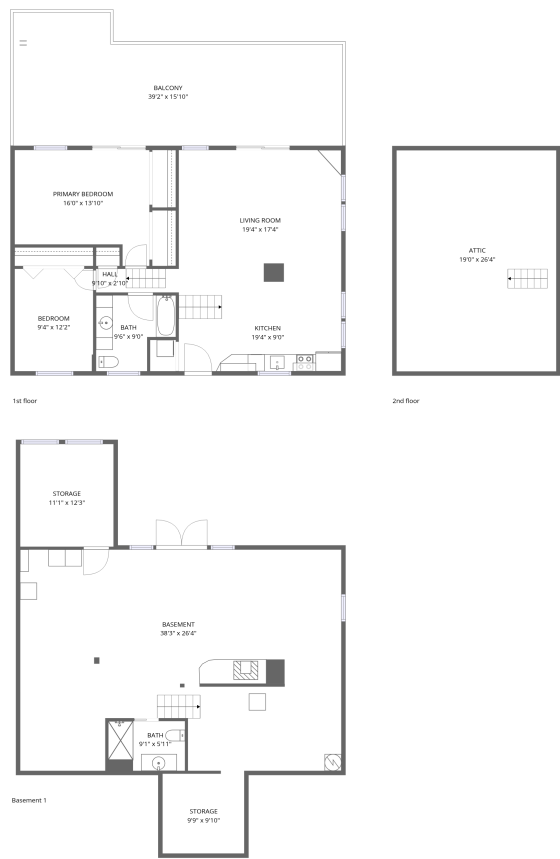 BALCONY
39'2" x 15'10"
PRIMARY BEDROOM
16'0" x 13'10"
LIVING ROOM
19'4" x 17'4"
HALL
9'10" x 2'10"
BEDROOM
9'4" x 12'2"
BATH
9'6" x 9'0"
KITCHEN
19'4" x 9'0"
1st floor
ATTIC
19'0" x 26'4"
2nd floor
STORAGE
11'1" x 12'3"
BASEMENT
38'3" x 26'4"
BATH
9'1" x 5'11"
STORAGE
9'9" x 9'10"
Basement 1